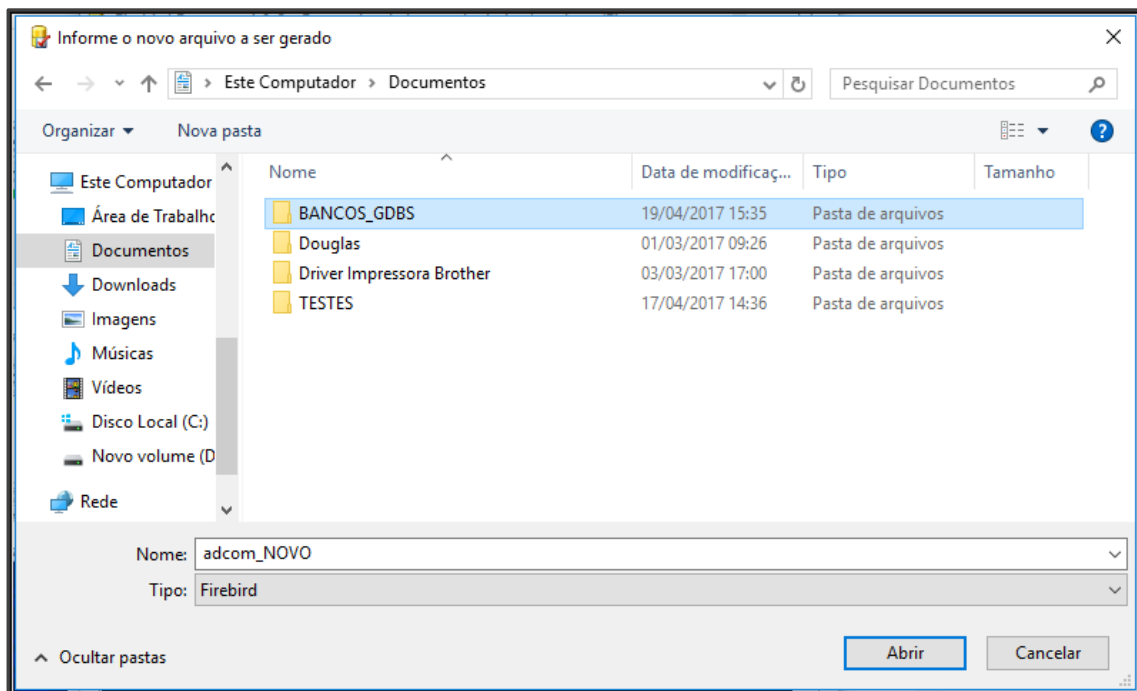 Informe o novo arquivo a ser gerado
Este Computador > Documentos
Pesquisar Documentos
Organizar
Nova pasta
Nome
Data de modificaç...
Tipo
Tamanho
Este Computador
Área de Trabalho
Documentos
Downloads
Imagens
Músicas
Vídeos
Disco Local (C:)
Novo volume (D
Rede
BANCOS_GDBS 19/04/2017 15:35 Pasta de arquivos
Douglas 01/03/2017 09:26 Pasta de arquivos
Driver Impressora Brother 03/03/2017 17:00 Pasta de arquivos
TESTES 17/04/2017 14:36 Pasta de arquivos
Nome: adcom_NOVO
Tipo: Firebird
Ocultar pastas
Abrir
Cancelar